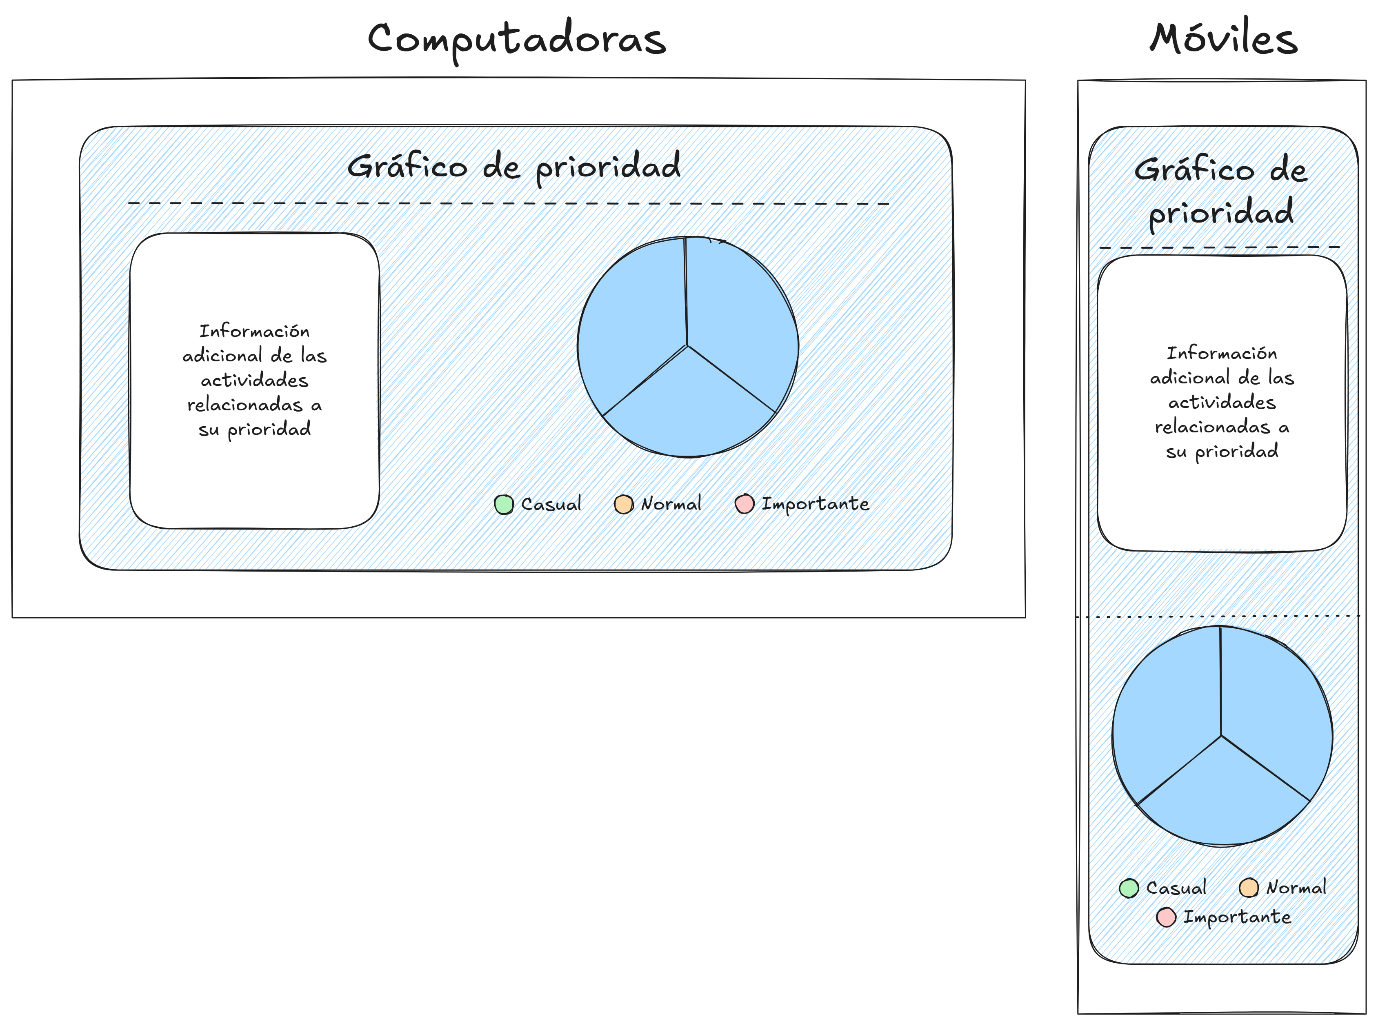 Computadoras
Gráfico de prioridad
Información
adicional de las
actividades
relacionadas a
su prioridad
Casual
Normal
Importante
Móviles
Gráfico de
prioridad
Información
adicional de las
actividades
relacionadas a
su prioridad
Casual
Normal
Importante